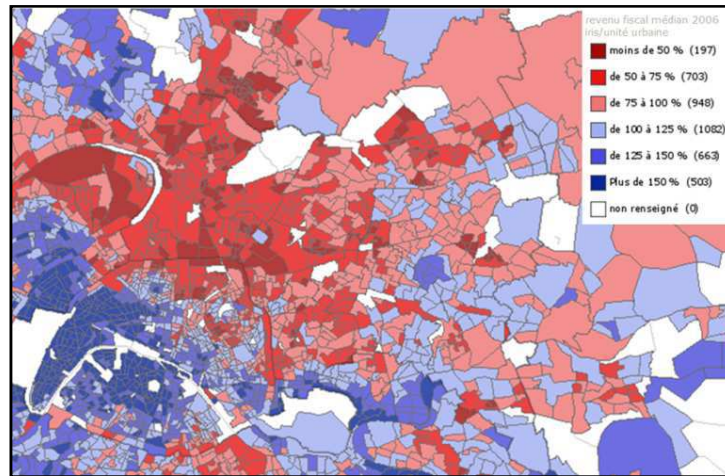 revenu fiscal médian 2006
iris/unité urbaine
moins de 50 % (197)
de 50 à 75 % (703)
de 75 à 100 % (948)
de 100 à 125 % (1082)
de 125 à 150 % (663)
Plus de 150 % (503)
non renseigné (0)